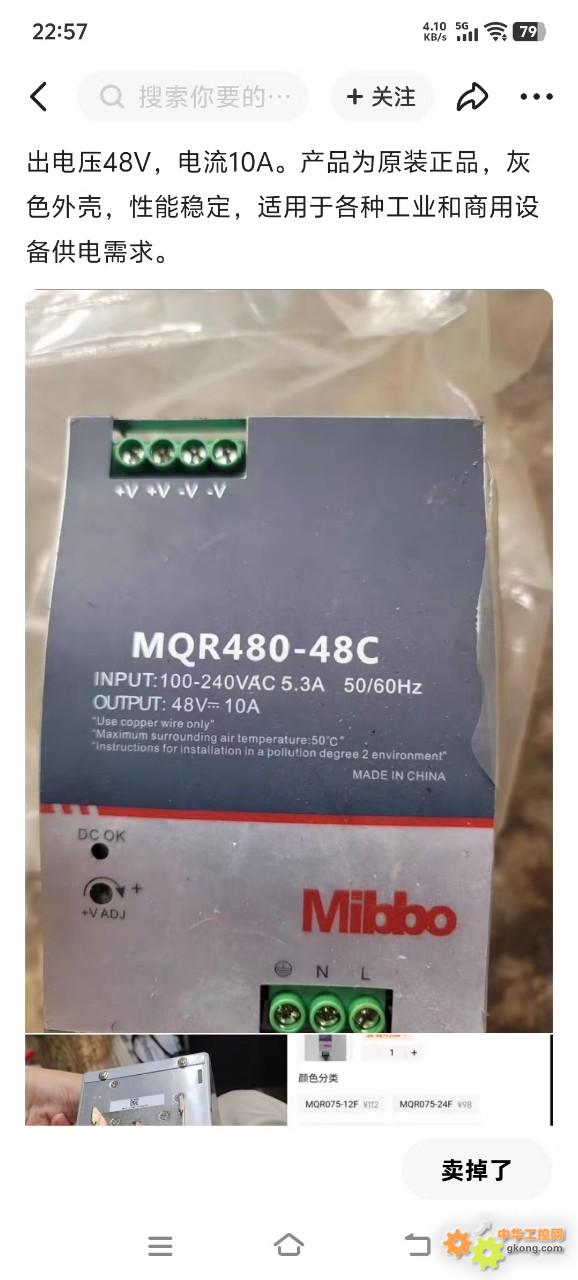 22:57
4.10 KB/s 5G 79
搜索你要的…
+ 关注
出电压48V，电流10A。产品为原装正品，灰
色外壳，性能稳定，适用于各种工业和商用设
备供电需求。
+V +V -V -V
MQR480-48C
INPUT:100-240VAC 5.3A 50/60Hz
OUTPUT: 48V⎓ 10A
"Use copper wire only"
"Maximum surrounding air temperature:50°C"
"Instructions for installation in a pollution degree 2 environment"
MADE IN CHINA
DC OK
+
+V ADJ
Mibbo
N L
1 +
颜色分类
MQR075-12F ¥112 MQR075-24F ¥98
卖掉了
中华工控网
gkong.com